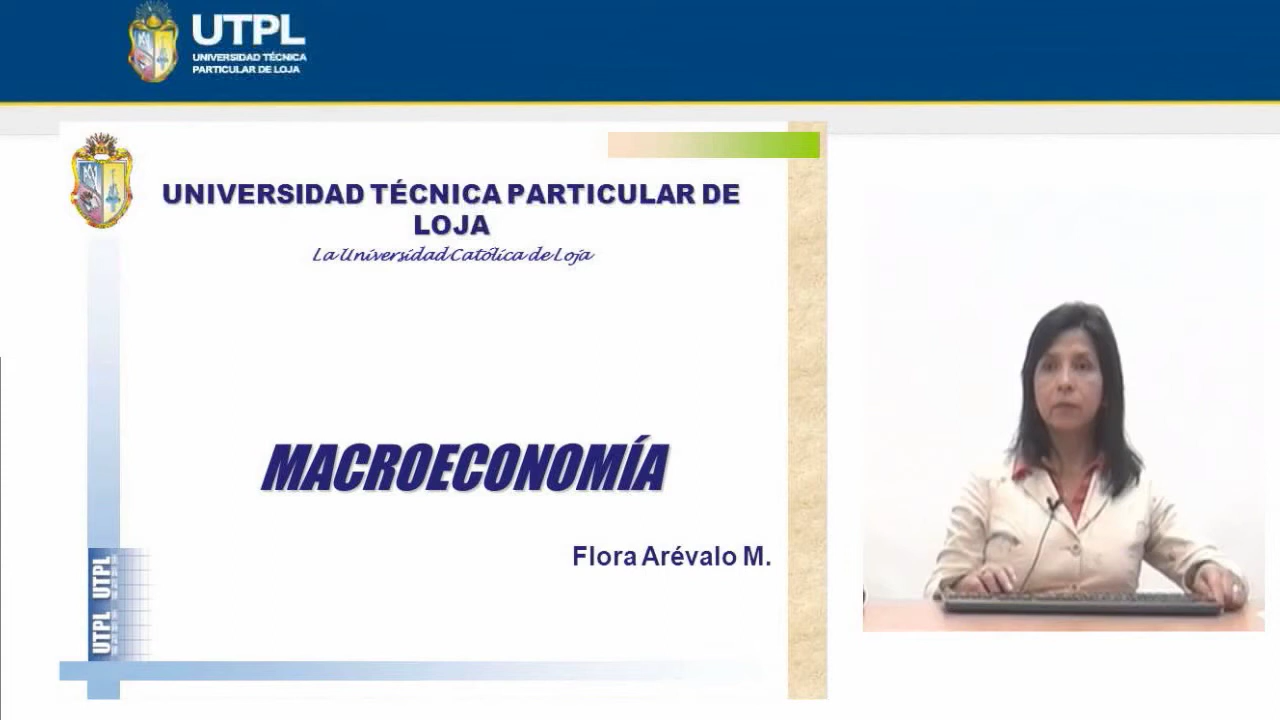 UTPL
UNIVERSIDAD TÉCNICA
PARTICULAR DE LOJA
UNIVERSIDAD TÉCNICA PARTICULAR DE
LOJA
La Universidad Católica de Loja
MACROECONOMÍA
Flora Arévalo M.
UTPL UTPL